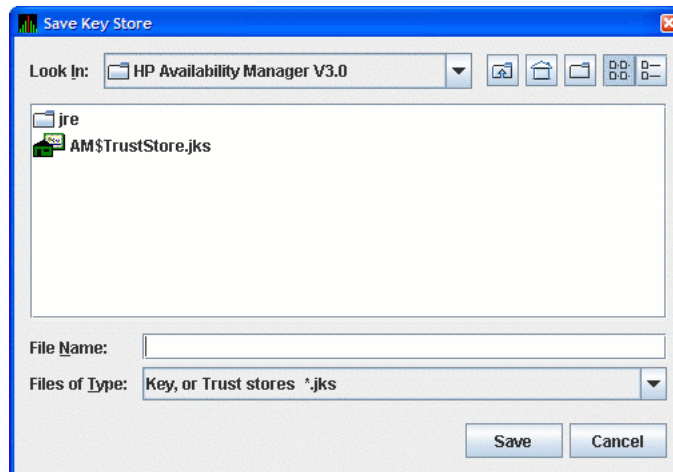 Save Key Store
Look In: HP Availability Manager V3.0
jre
AM$TrustStore.jks
File Name:
Files of Type: Key, or Trust stores *.jks
Save Cancel